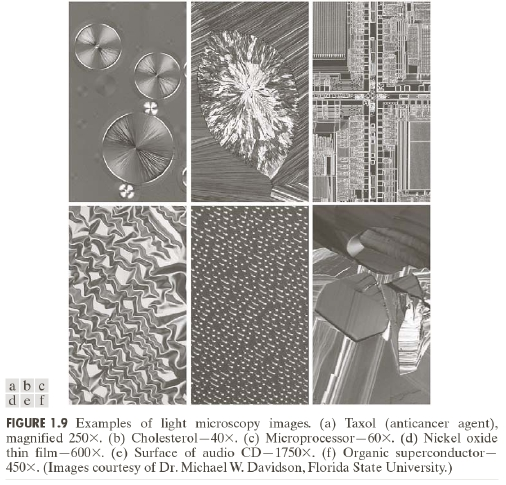 a b c
d e f
FIGURE 1.9 Examples of light microscopy images. (a) Taxol (anticancer agent),
magnified 250×. (b) Cholesterol—40×. (c) Microprocessor—60×. (d) Nickel oxide
thin film—600×. (e) Surface of audio CD—1750×. (f) Organic superconductor—
450×. (Images courtesy of Dr. Michael W. Davidson, Florida State University.)